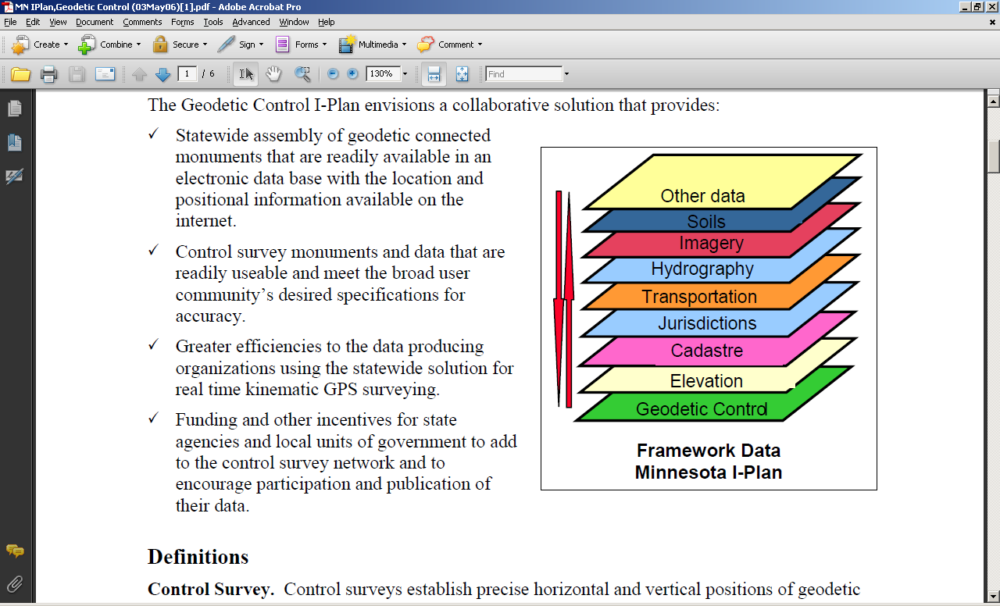 MN IPlan,Geodetic Control (03May06)[1].pdf - Adobe Acrobat Pro
File Edit View Document Comments Forms Tools Advanced Window Help
Create Combine Secure Sign Forms Multimedia Comment
1 / 6 130% Find
The Geodetic Control I-Plan envisions a collaborative solution that provides:
✓ Statewide assembly of geodetic connected
monuments that are readily available in an
electronic data base with the location and
positional information available on the
internet.
✓ Control survey monuments and data that are
readily useable and meet the broad user
community’s desired specifications for
accuracy.
✓ Greater efficiencies to the data producing
organizations using the statewide solution for
real time kinematic GPS surveying.
✓ Funding and other incentives for state
agencies and local units of government to add
to the control survey network and to
encourage participation and publication of
their data.
Other data
Soils
Imagery
Hydrography
Transportation
Jurisdictions
Cadastre
Elevation
Geodetic Control
Framework Data
Minnesota I-Plan
Definitions
Control Survey. Control surveys establish precise horizontal and vertical positions of geodetic